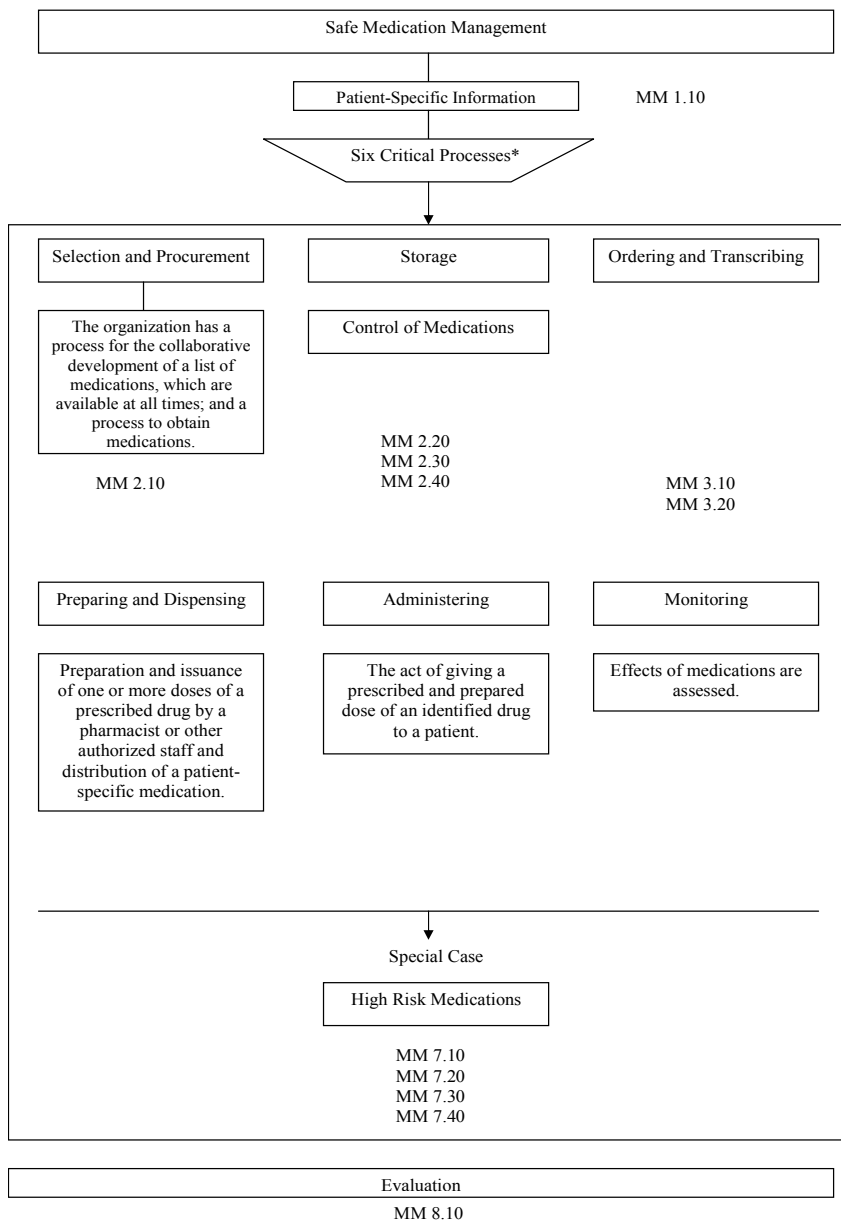 Safe Medication Management
Patient-Specific Information
MM 1.10
Six Critical Processes*
Selection and Procurement
The organization has a
process for the collaborative
development of a list of
medications, which are
available at all times; and a
process to obtain
medications.
MM 2.10
Storage
Control of Medications
MM 2.20
MM 2.30
MM 2.40
Ordering and Transcribing
MM 3.10
MM 3.20
Preparing and Dispensing
Preparation and issuance
of one or more doses of a
prescribed drug by a
pharmacist or other
authorized staff and
distribution of a patient-
specific medication.
Administering
The act of giving a
prescribed and prepared
dose of an identified drug
to a patient.
Monitoring
Effects of medications are
assessed.
Special Case
High Risk Medications
MM 7.10
MM 7.20
MM 7.30
MM 7.40
Evaluation
MM 8.10